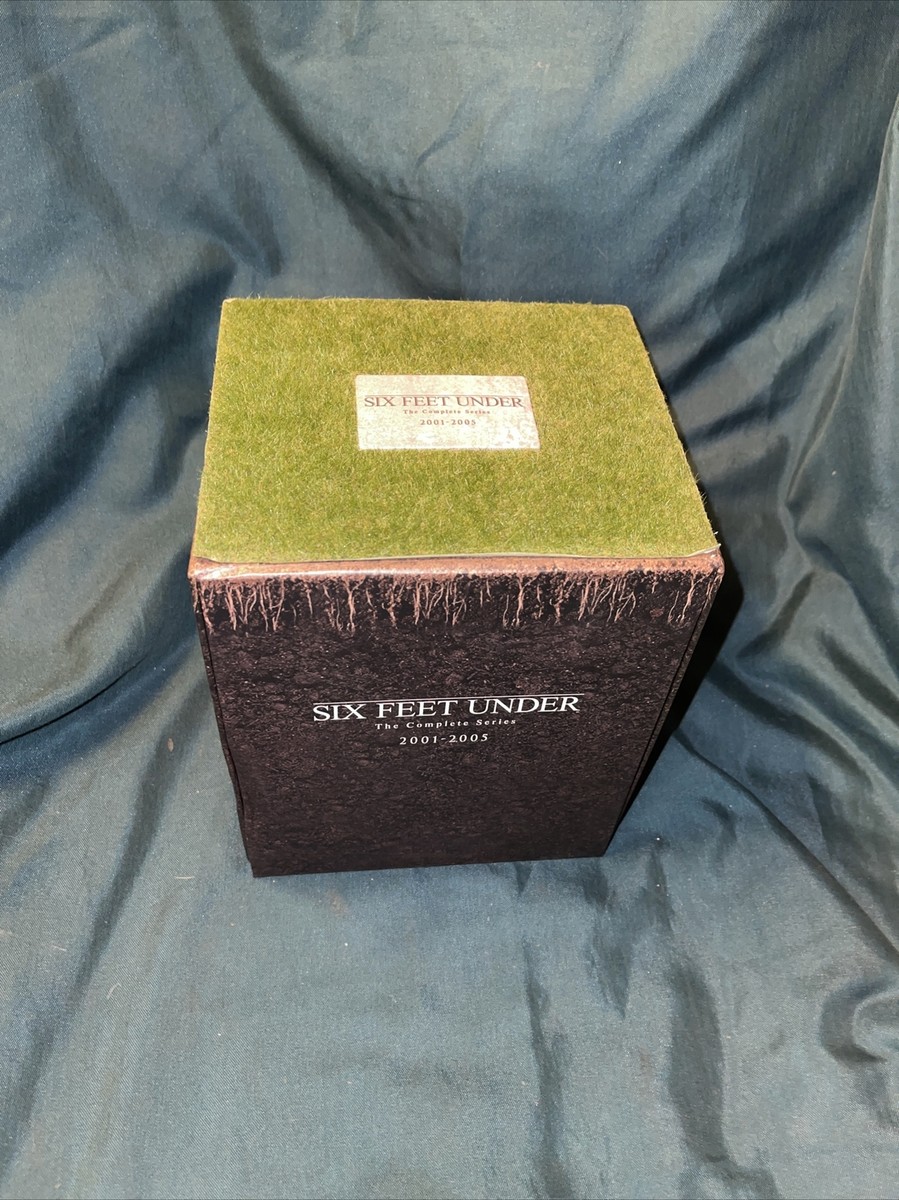 SIX FEET UNDER
The Complete Series
2001-2005
SIX FEET UNDER
The Complete Series
2001-2005